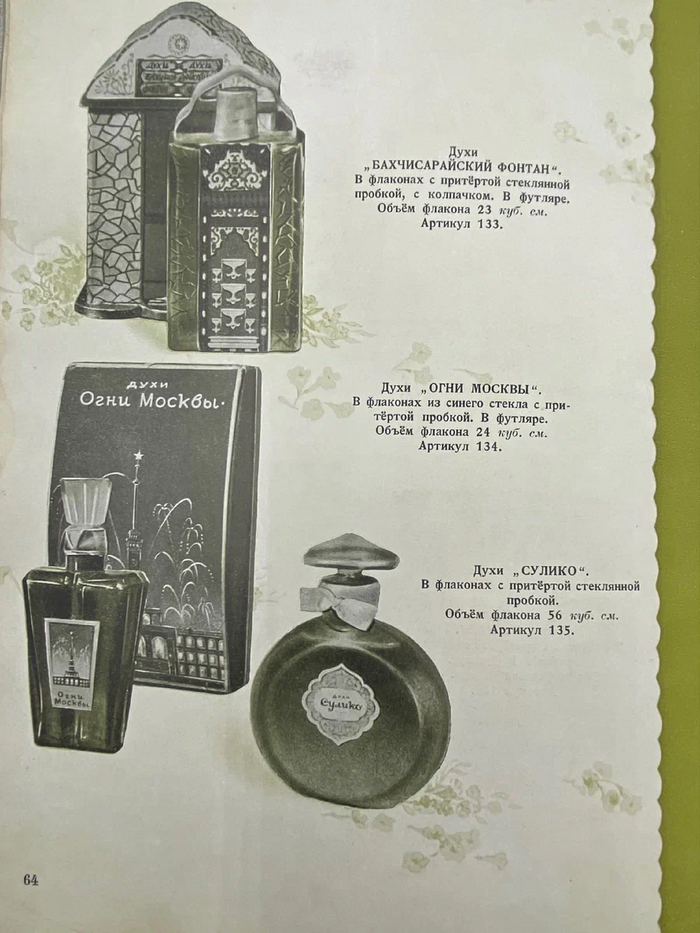 ДУХИ ДУХИ
Духи
„БАХЧИСАРАЙСКИЙ ФОНТАН“.
В флаконах с притёртой стеклянной
пробкой, с колпачком. В футляре.
Объём флакона 23 куб. см.
Артикул 133.
ДУХИ
Огни Москвы
Духи „ОГНИ МОСКВЫ“.
В флаконах из синего стекла с при-
тёртой пробкой. В футляре.
Объём флакона 24 куб. см.
Артикул 134.
Огни
Москвы
Духи „СУЛИКО“.
В флаконах с притёртой стеклянной
пробкой.
Объём флакона 56 куб. см.
Артикул 135.
ДУХИ
Сулико
64